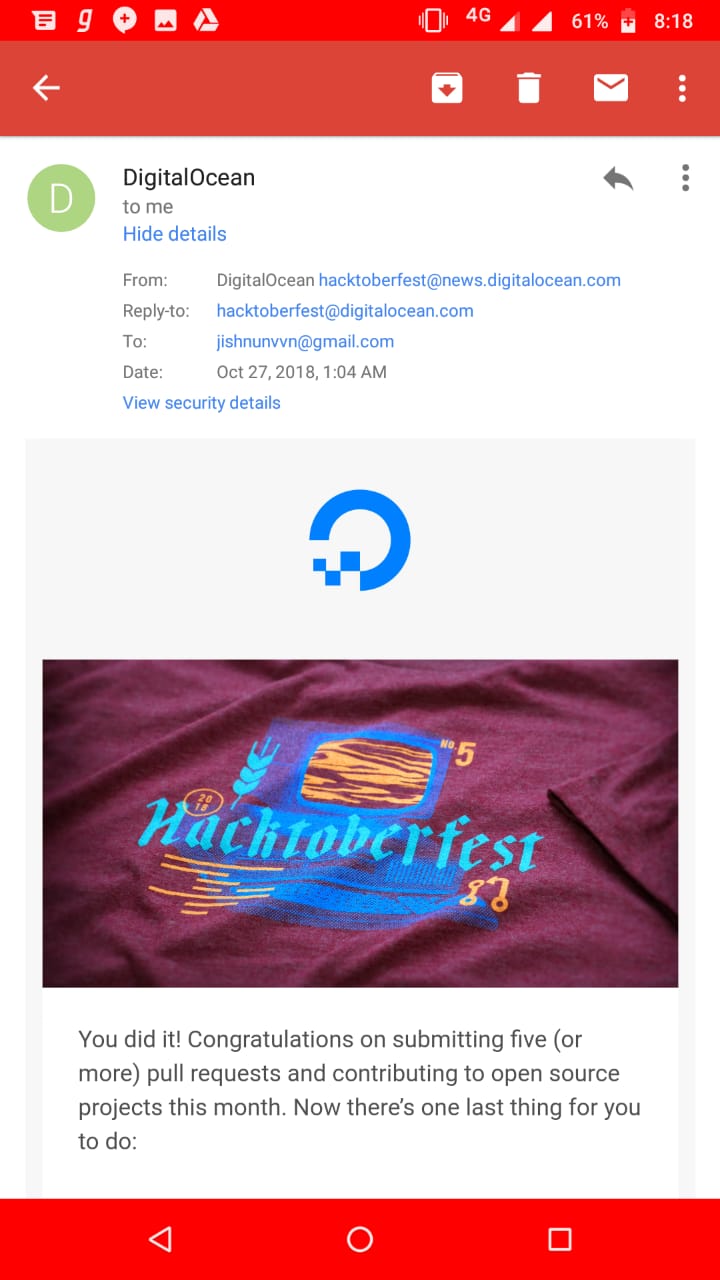 4G 61% 8:18
D
DigitalOcean
to me
Hide details
From: DigitalOcean hacktoberfest@news.digitalocean.com
Reply-to: hacktoberfest@digitalocean.com
To: jishnunvvn@gmail.com
Date: Oct 27, 2018, 1:04 AM
View security details
NO. 5
20
18
Hacktoberfest
You did it! Congratulations on submitting five (or
more) pull requests and contributing to open source
projects this month. Now there’s one last thing for you
to do: